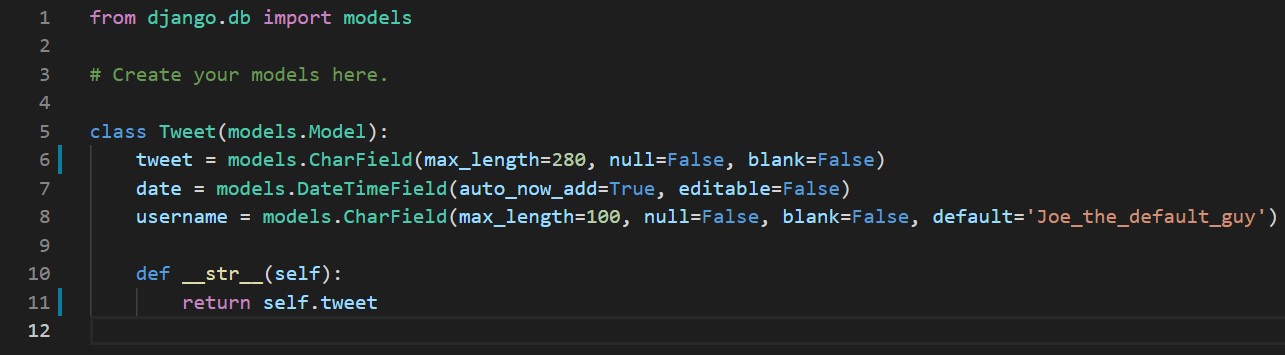 1 from django.db import models
2
3 # Create your models here.
4
5 class Tweet(models.Model):
6     tweet = models.CharField(max_length=280, null=False, blank=False)
7     date = models.DateTimeField(auto_now_add=True, editable=False)
8     username = models.CharField(max_length=100, null=False, blank=False, default='Joe_the_default_guy')
9
10     def __str__(self):
11         return self.tweet
12